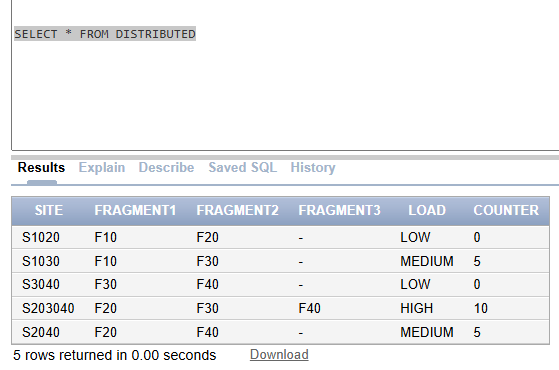 SELECT * FROM DISTRIBUTED
Results Explain Describe Saved SQL History
SITE FRAGMENT1 FRAGMENT2 FRAGMENT3 LOAD COUNTER
S1020 F10 F20 - LOW 0
S1030 F10 F30 - MEDIUM 5
S3040 F30 F40 - LOW 0
S203040 F20 F30 F40 HIGH 10
S2040 F20 F40 - MEDIUM 5
5 rows returned in 0.00 seconds Download